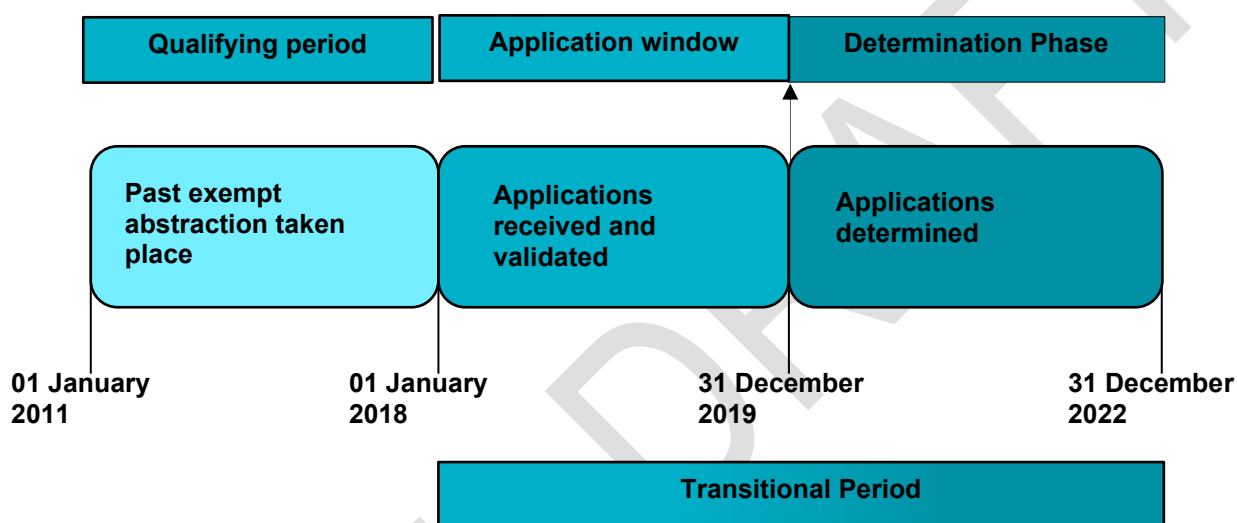 Qualifying period
Application window
Determination Phase
Past exempt
abstraction taken
place
Applications
received and
validated
Applications
determined
01 January
2011
01 January
2018
31 December
2019
31 December
2022
Transitional Period
DRAFT